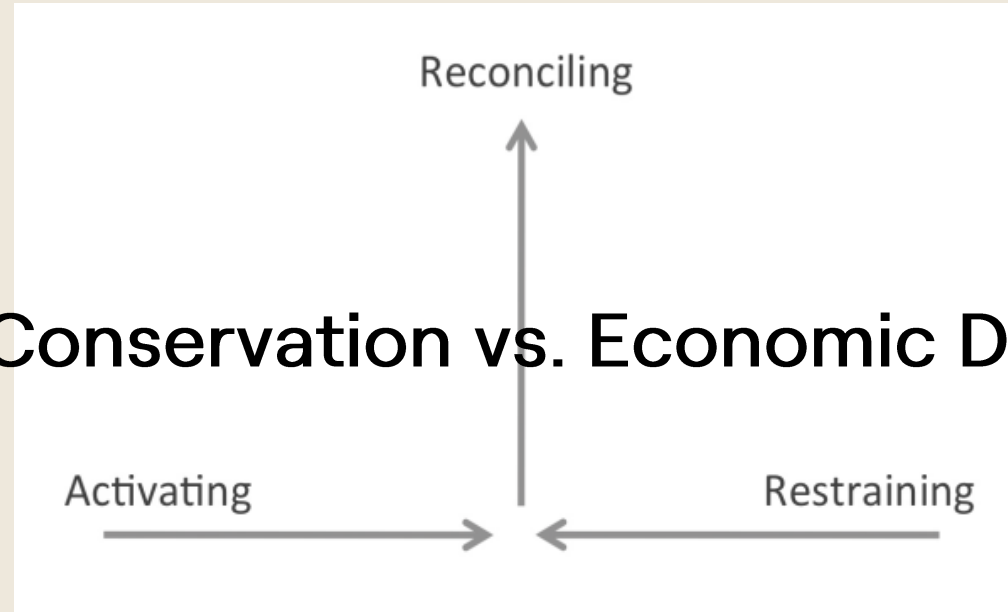 Reconciling
Conservation vs. Economic D
Activating
Restraining